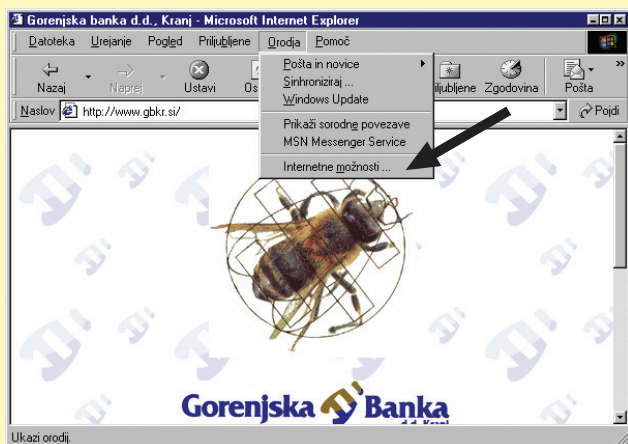 Gorenjska banka d.d., Kranj - Microsoft Internet Explorer
Datoteka Urejanje Pogled Priljubljene Orodja Pomoč
Nazaj Naprej Ustavi Zgodovina Pošta
Pošta in novice
Sinhroniziraj ...
Windows Update
Prikaži sorodne povezave
MSN Messenger Service
Internetne možnosti ...
Naslov http://www.gbkr.si/ Pojdi
Gorenjska Banka
d.d. Kranj
Ukazi orodij.